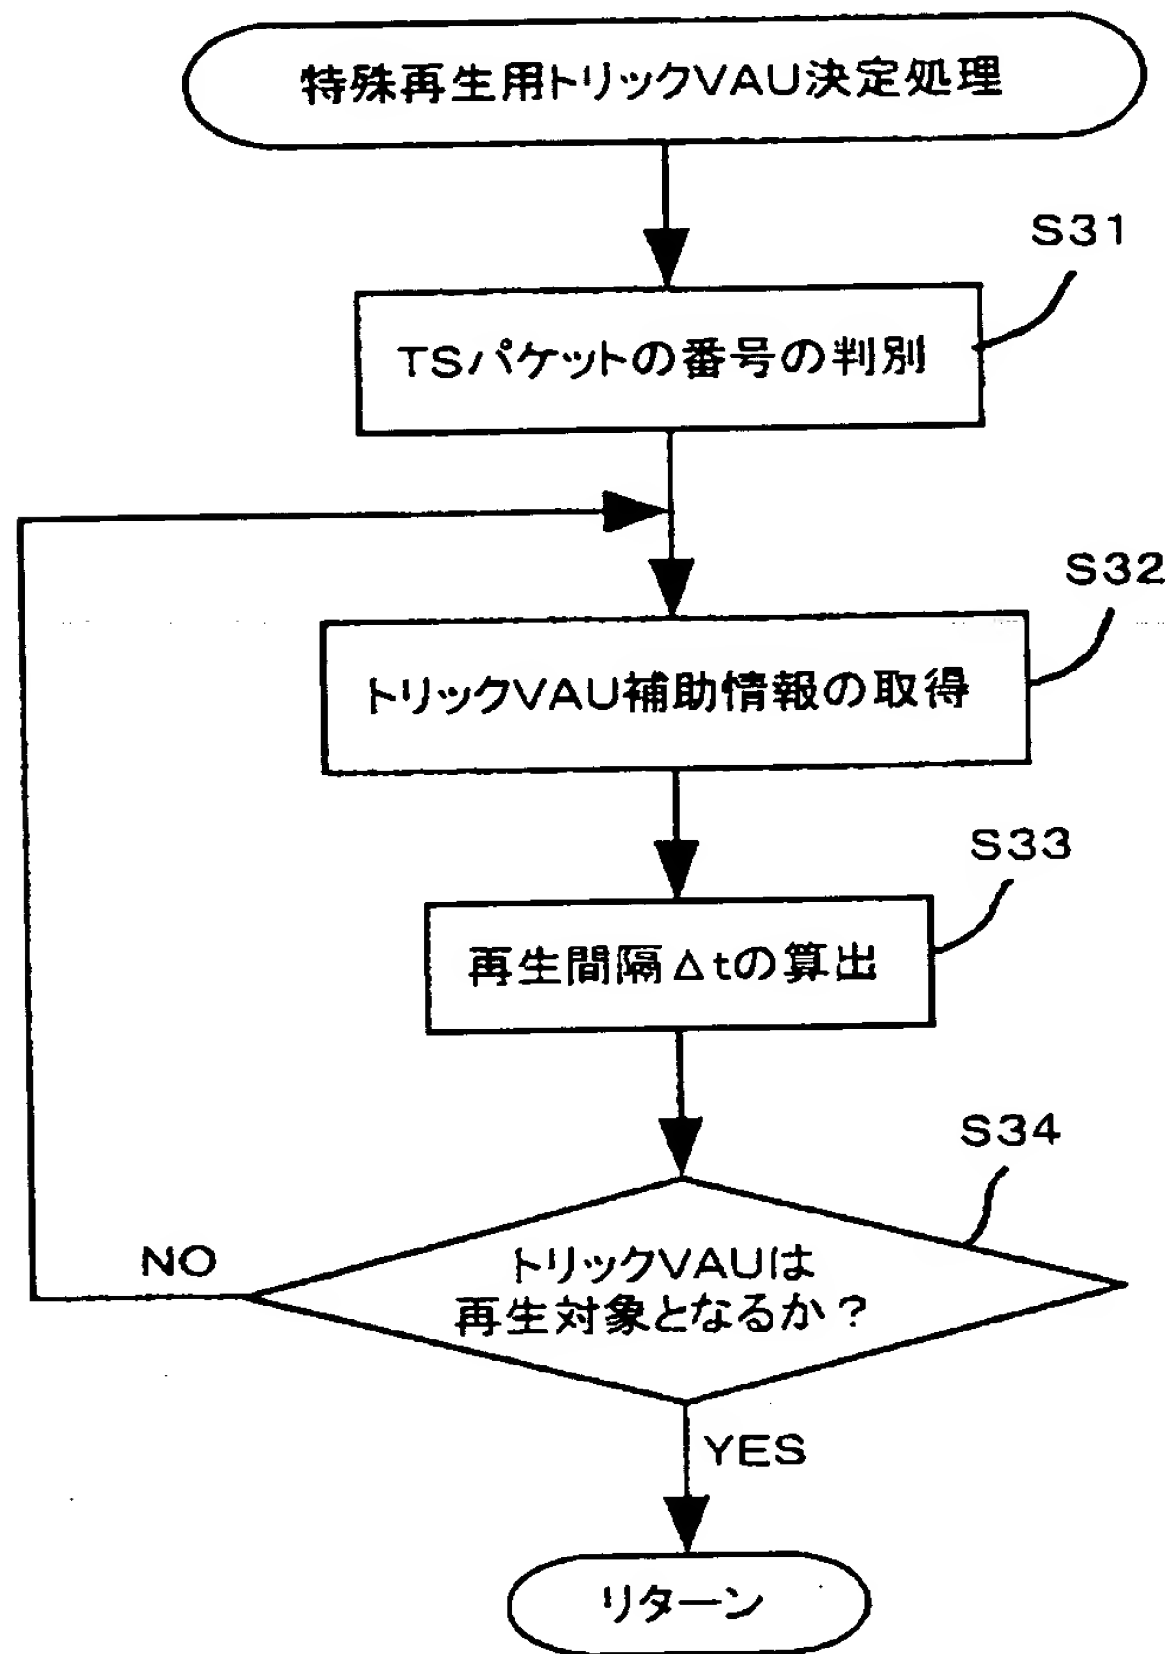 特殊再生用トリックVAU決定処理
S31
TSパケットの番号の判別
S32
トリックVAU補助情報の取得
S33
再生間隔Δtの算出
S34
NO
トリックVAUは
再生対象となるか？
YES
リターン